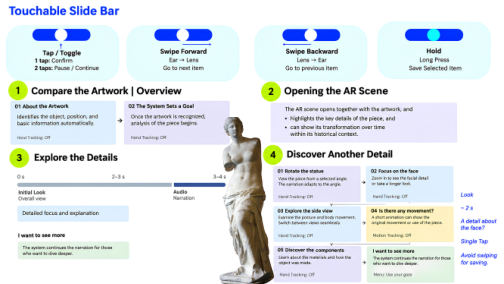 Touchable Slide Bar
Tap / Toggle
1 tap: Confirm
2 taps: Pause / Continue
Swipe Forward
Ear → Lens
Go to next item
Swipe Backward
Lens → Ear
Go to previous item
Hold
Long Press
Save Selected Item
1 Compare the Artwork | Overview
01 About the Artwork
Identifies the object, position, and
basic information automatically.
Hand Tracking: Off
02 The System Sets a Goal
Once the artwork is recognized,
analysis of the piece begins.
Hand Tracking: Off
2 Opening the AR Scene
The AR scene opens together with the artwork, and
• highlights the key details of the piece, and
• can show its transformation over time
within its historical context.
3 Explore the Details
0 s
2–3 s
3–4 s
Initial Look
Overall view
Audio
Narration
Detailed focus and explanation
I want to see more
The system continues the narration for those
who want to dive deeper.
4 Discover Another Detail
01 Rotate the status
View the piece from a selected angle.
The narration adapts to the angle.
Hand Tracking: Off
02 Focus on the face
Zoom in to see the facial detail
or take a longer look.
Hand Tracking: Off
03 Explore the side view
Examine the posture and body movement.
Switch between views seamlessly.
Hand Tracking: Off
04 Is there any movement?
A short animation can show the
original movement or use of the piece.
Motion Tracking: Off
05 Discover the components
Learn about the materials and how the
object was made.
Hand Tracking: Off
I want to see more
The system continues the narration for those
who want to dive deeper.
Menu: Use your gaze
Look
~ 2 s
A detail about
the face?
Single Tap
Avoid swiping
for saving.